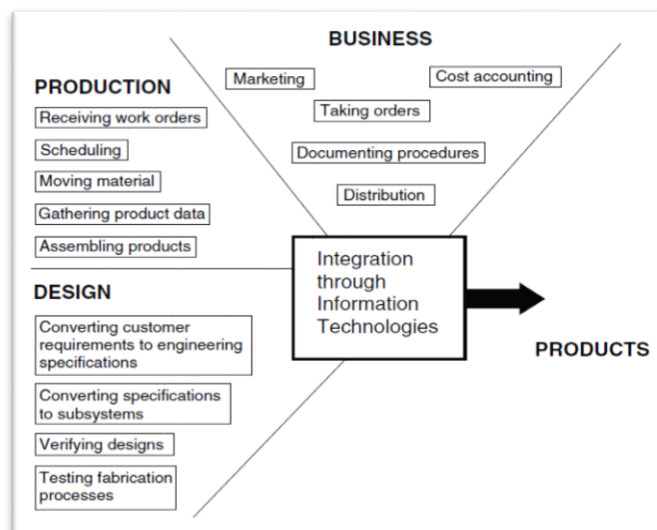 BUSINESS
Marketing
Cost accounting
Taking orders
Documenting procedures
Distribution
PRODUCTION
Receiving work orders
Scheduling
Moving material
Gathering product data
Assembling products
DESIGN
Converting customer
requirements to engineering
specifications
Converting specifications
to subsystems
Verifying designs
Testing fabrication
processes
Integration
through
Information
Technologies
PRODUCTS